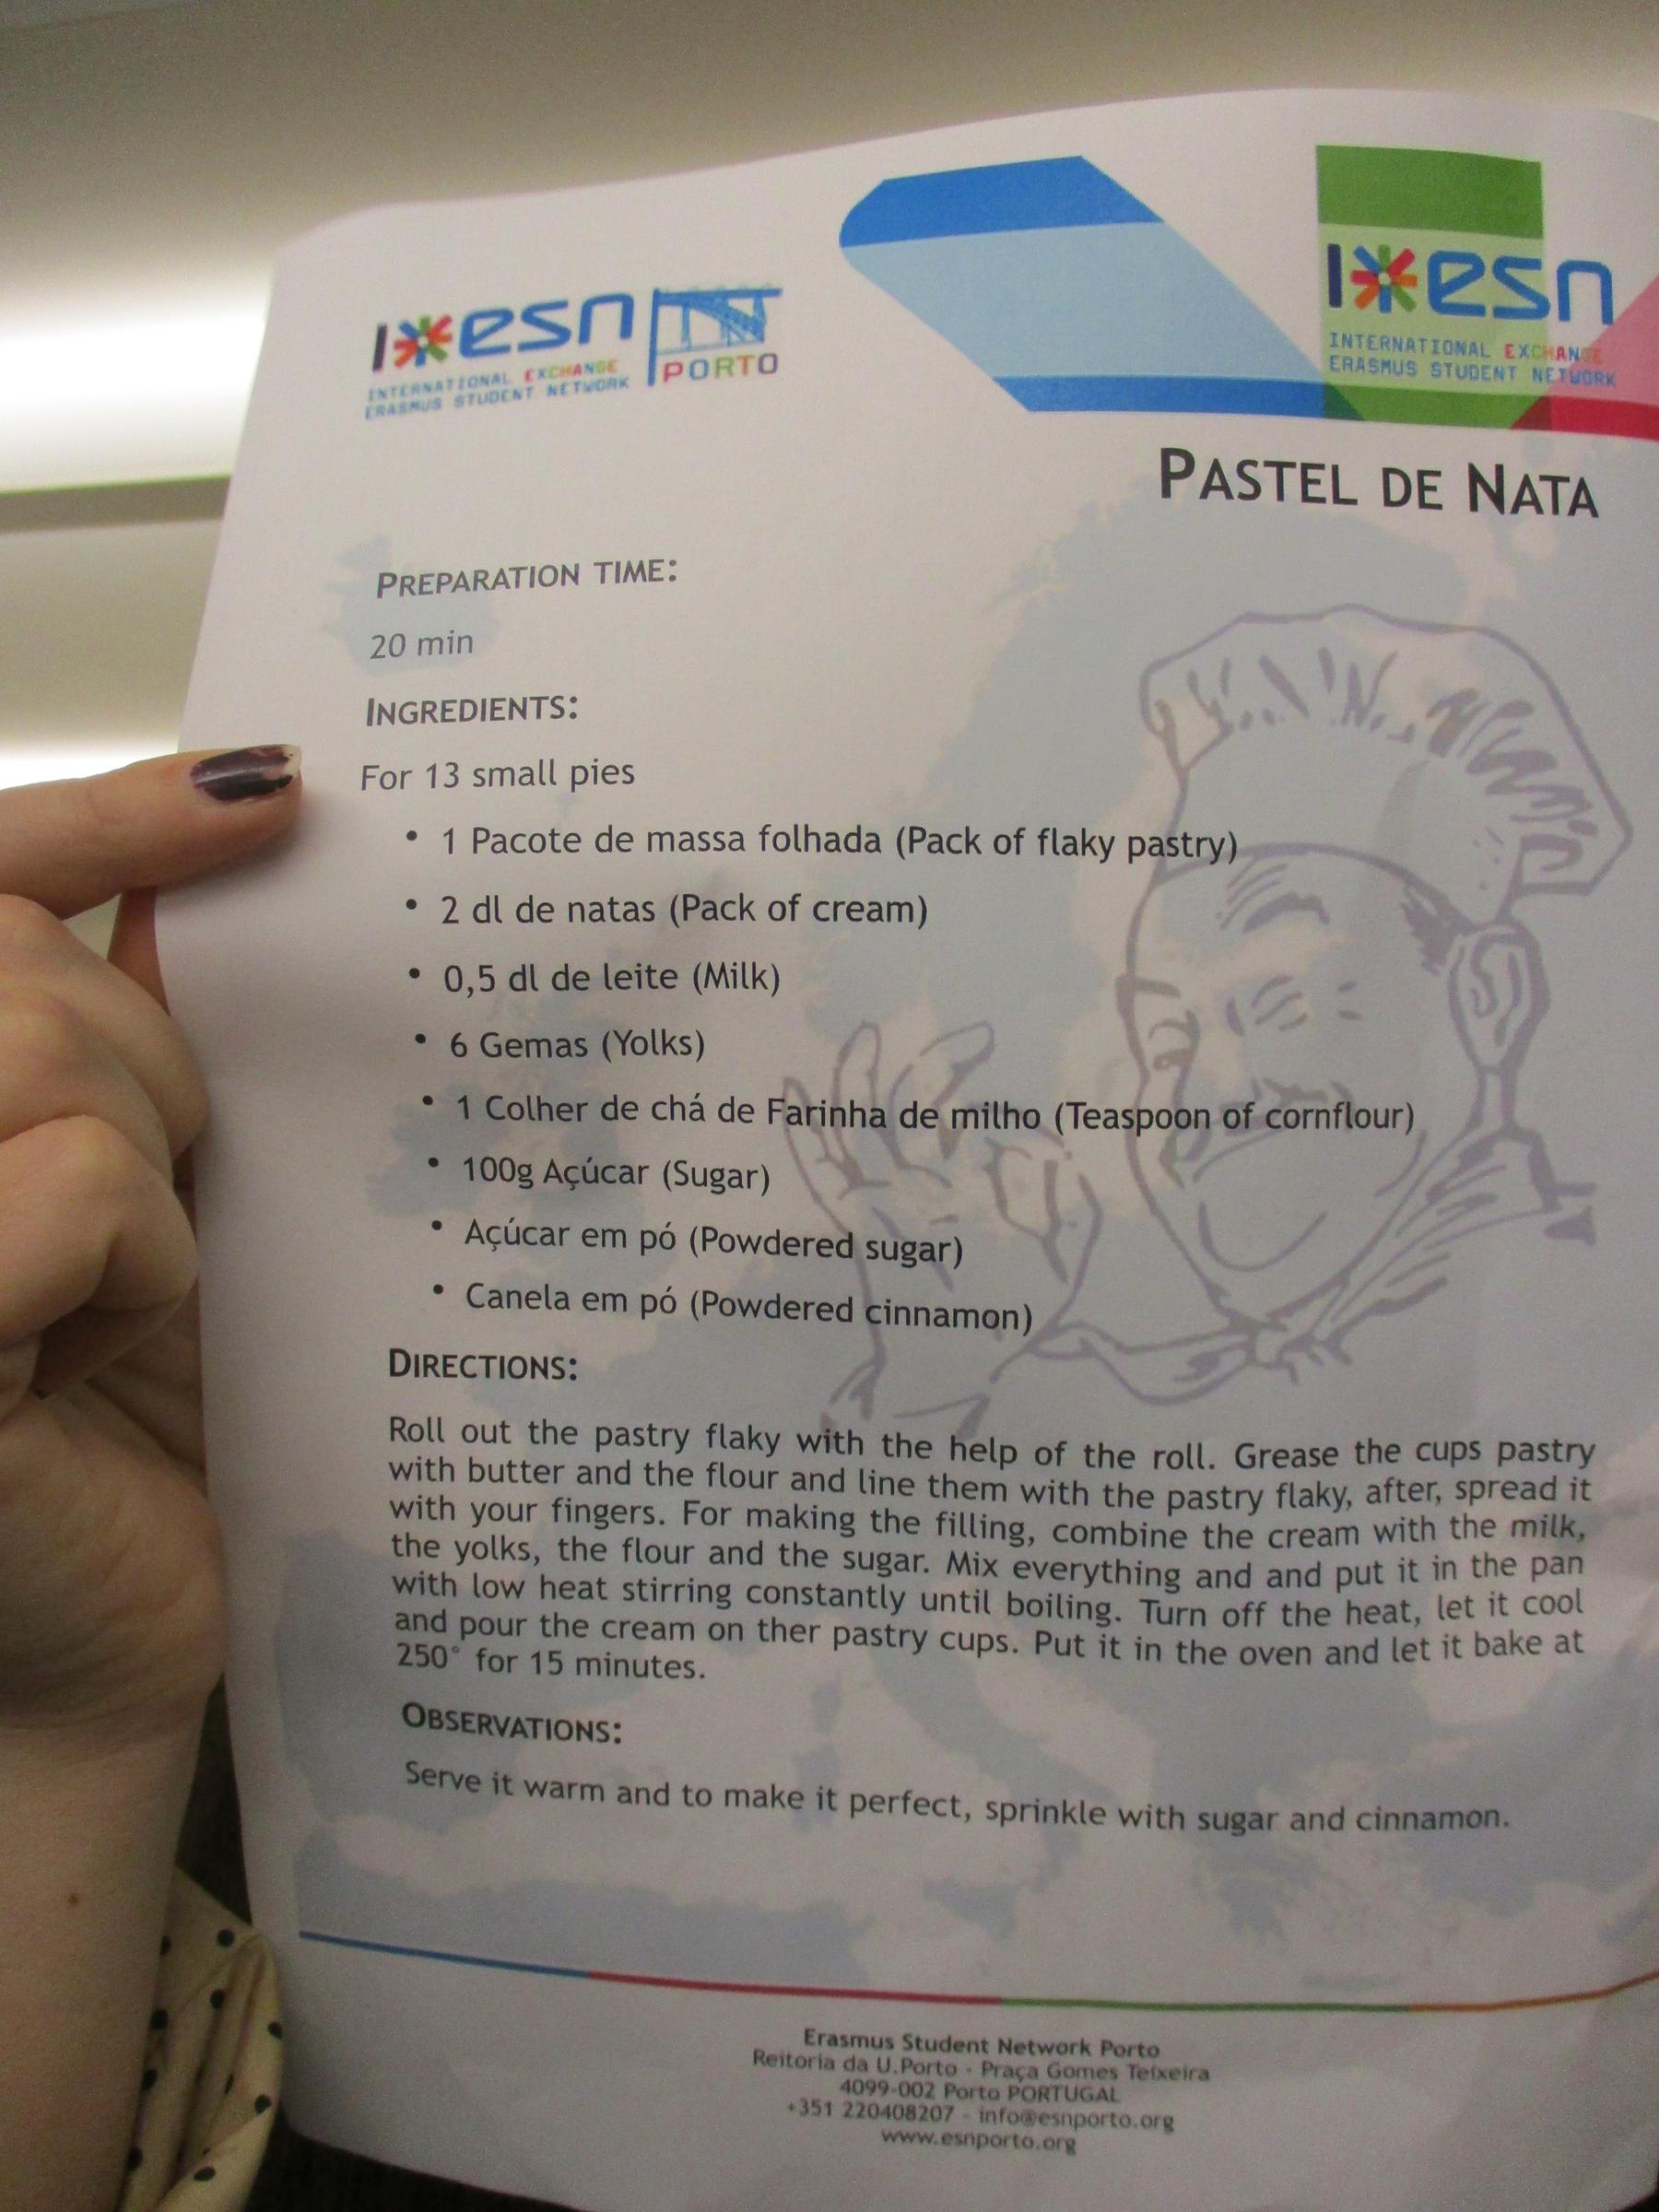 esn
INTERNATIONAL EXCHANGE
ERASMUS STUDENT NETWORK
PORTO
esn
INTERNATIONAL EXCHANGE
ERASMUS STUDENT NETWORK
PASTEL DE NATA
PREPARATION TIME:
20 min
INGREDIENTS:
For 13 small pies
• 1 Pacote de massa folhada (Pack of flaky pastry)
• 2 dl de natas (Pack of cream)
• 0,5 dl de leite (Milk)
• 6 Gemas (Yolks)
• 1 Colher de chá de Farinha de milho (Teaspoon of cornflour)
• 100g Açúcar (Sugar)
• Açúcar em pó (Powdered sugar)
• Canela em pó (Powdered cinnamon)
DIRECTIONS:
Roll out the pastry flaky with the help of the roll. Grease the cups pastry
with butter and the flour and line them with the pastry flaky, after, spread it
with your fingers. For making the filling, combine the cream with the milk,
the yolks, the flour and the sugar. Mix everything and and put it in the pan
with low heat stirring constantly until boiling. Turn off the heat, let it cool
and pour the cream on ther pastry cups. Put it in the oven and let it bake at
250° for 15 minutes.
OBSERVATIONS:
Serve it warm and to make it perfect, sprinkle with sugar and cinnamon.
Erasmus Student Network Porto
Reitoria da U.Porto - Praça Gomes Teixeira
4099-002 Porto PORTUGAL
+351 220408207 - info@esnporto.org
www.esnporto.org